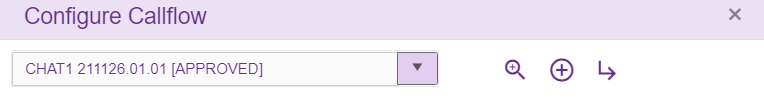 Configure Callflow
CHAT1 211126.01.01 [APPROVED]